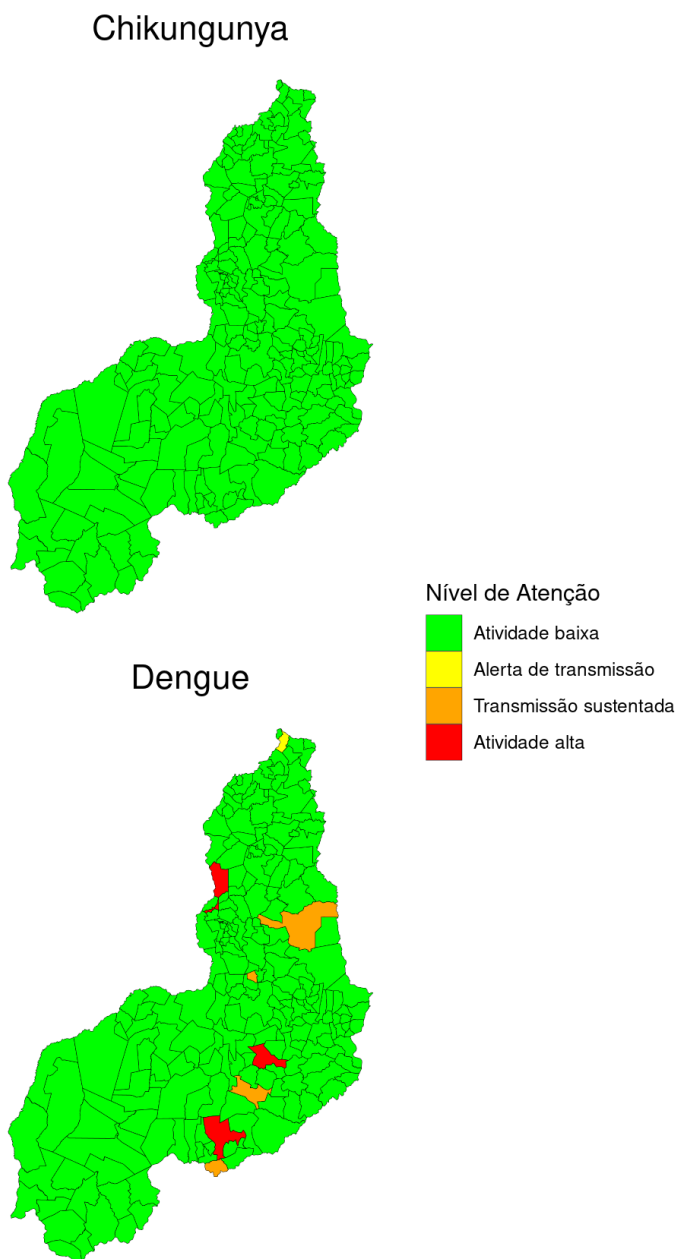 Chikungunya
Nível de Atenção
Atividade baixa
Alerta de transmissão
Transmissão sustentada
Atividade alta
Dengue